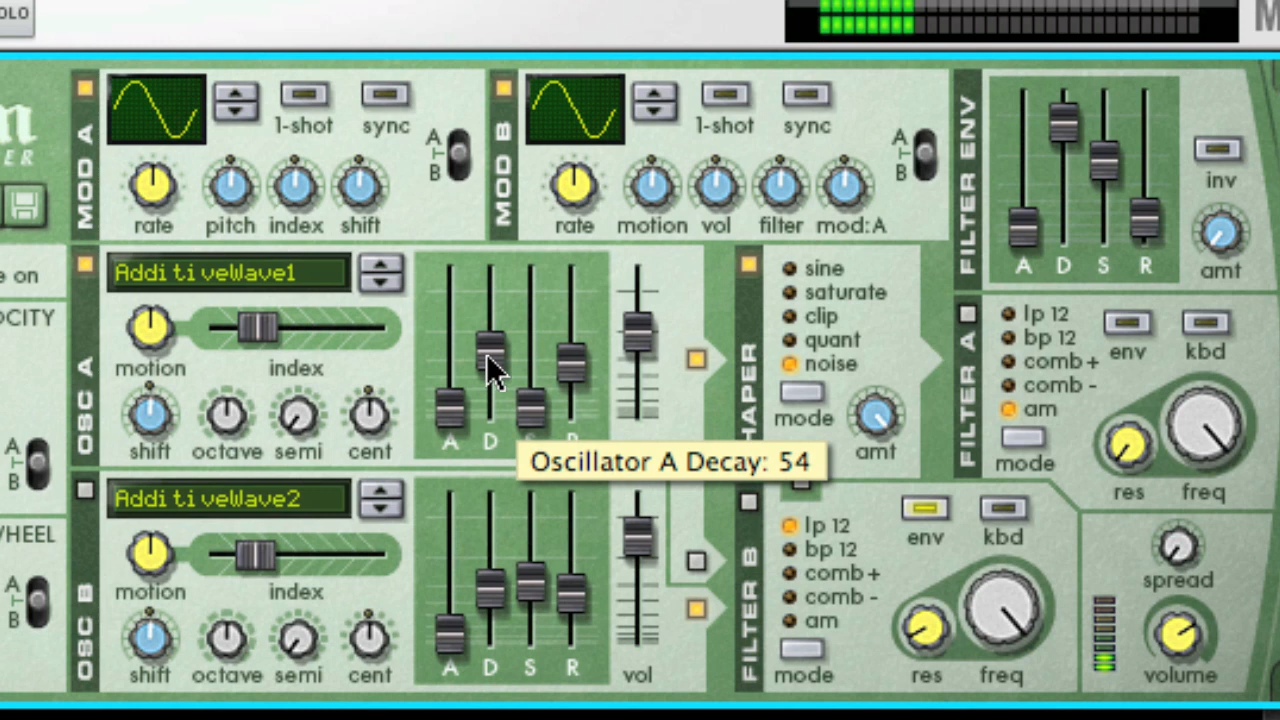 OLO
M
MOD A
1-shot
sync
A
B
rate
pitch
index
shift
MOD B
1-shot
sync
A
B
rate
motion
vol
filter
mod:A
FILTER ENV
A
D
S
R
inv
amt
ER
e on
OCITY
A
B
HEEL
A
B
OSC A
AdditiveWave1
motion
index
shift
octave
semi
cent
A
D
Oscillator A Decay: 54
HAPER
sine
saturate
clip
quant
noise
mode
amt
FILTER A
lp 12
bp 12
comb +
comb -
am
mode
env
kbd
res
freq
OSC B
AdditiveWave2
motion
index
shift
octave
semi
cent
A
D
S
R
vol
FILTER B
lp 12
bp 12
comb +
comb -
am
mode
env
kbd
res
freq
spread
volume